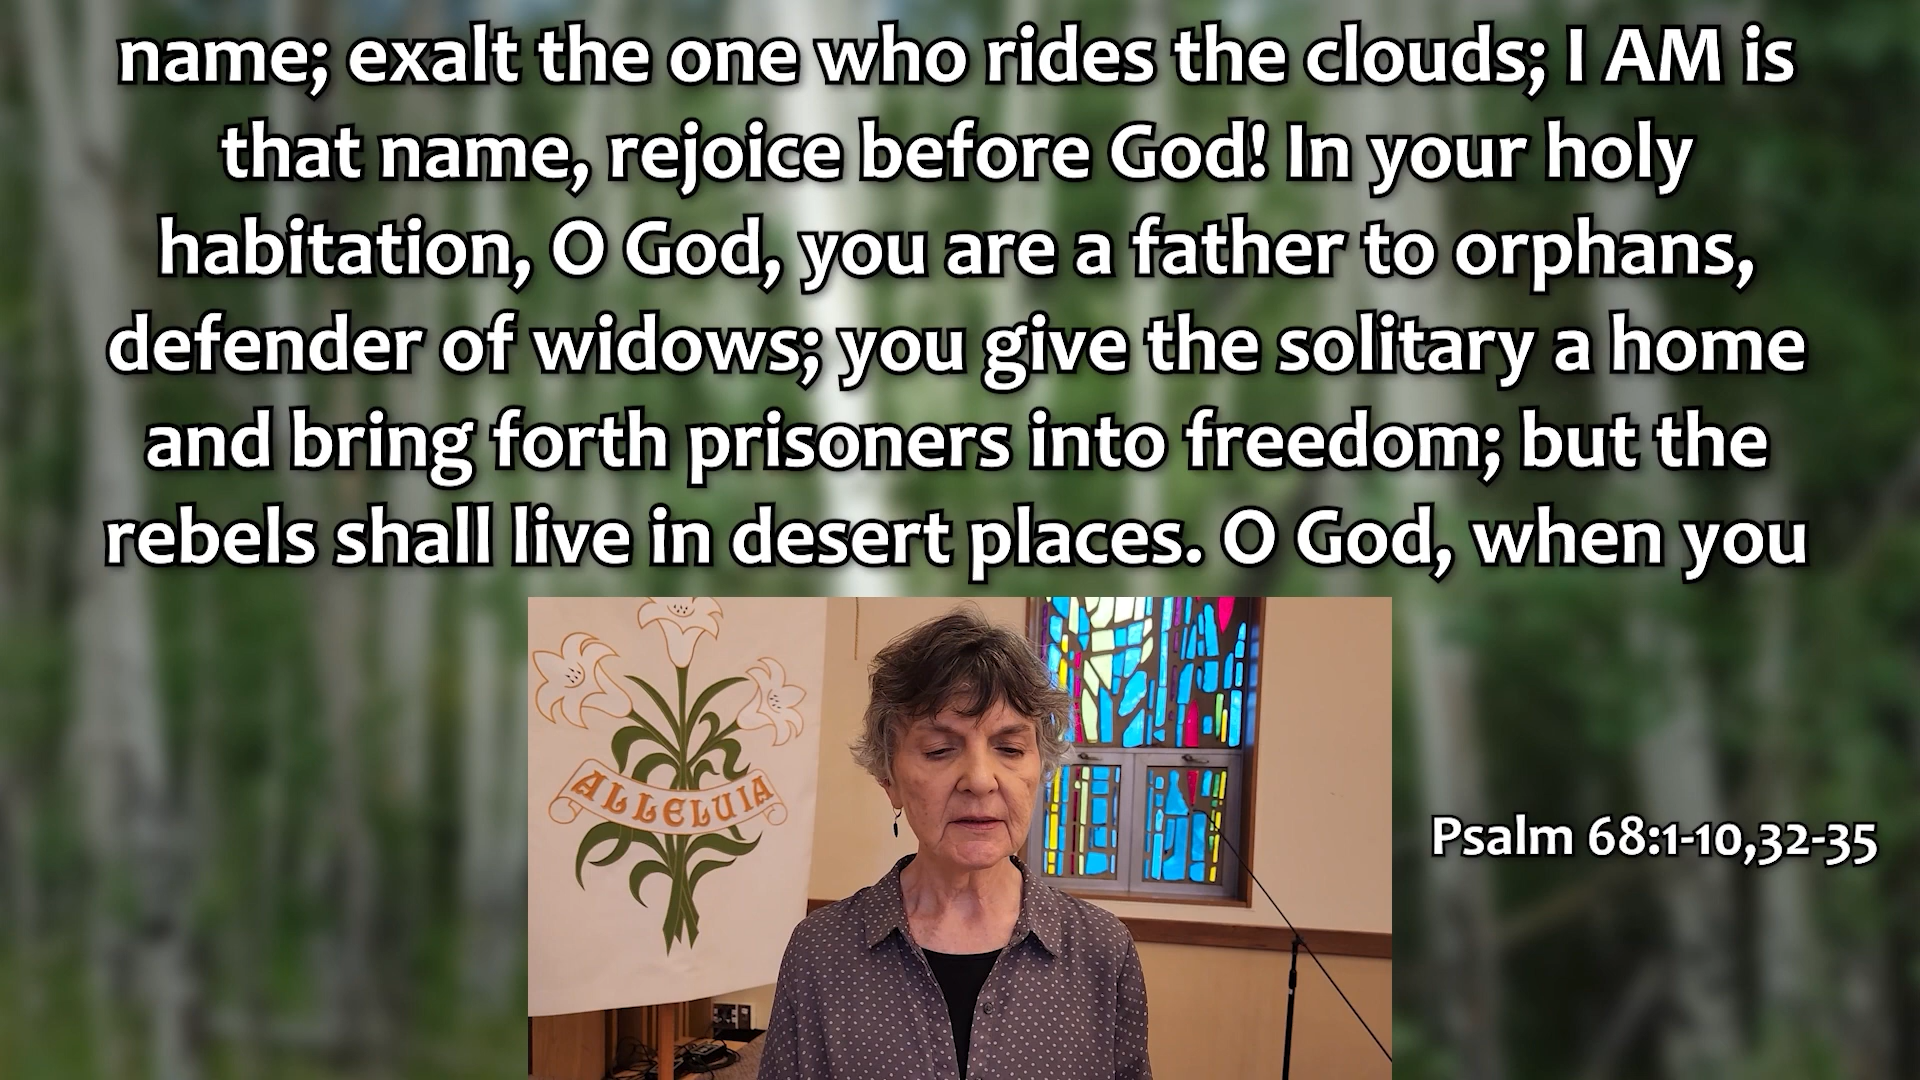 name; exalt the one who rides the clouds; I AM is
that name, rejoice before God! In your holy
habitation, O God, you are a father to orphans,
defender of widows; you give the solitary a home
and bring forth prisoners into freedom; but the
rebels shall live in desert places. O God, when you
ALLELUIA
Psalm 68:1-10,32-35